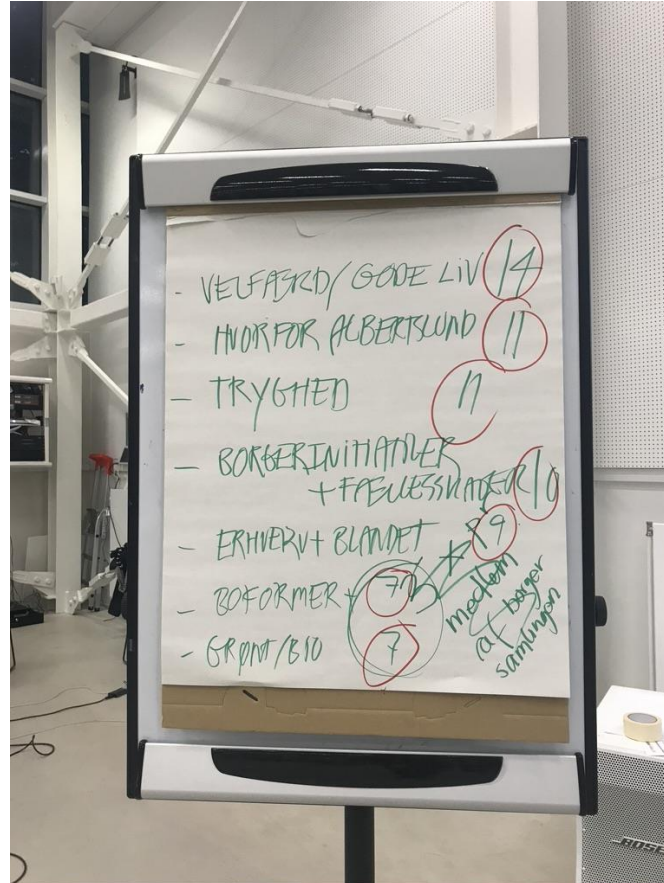 - VELFÆRD / GODE LIV 14
- HVORFOR ALBERTSLUND 11
- TRYGHED 11
- BORGERINITIATIVER
+ FÆLLESSKABER 10
- ERHVERV + BLANDET 9
- BOFORMER 7
- GRØNT/BIO 7
medlem
af borger
samlingen
BOSE